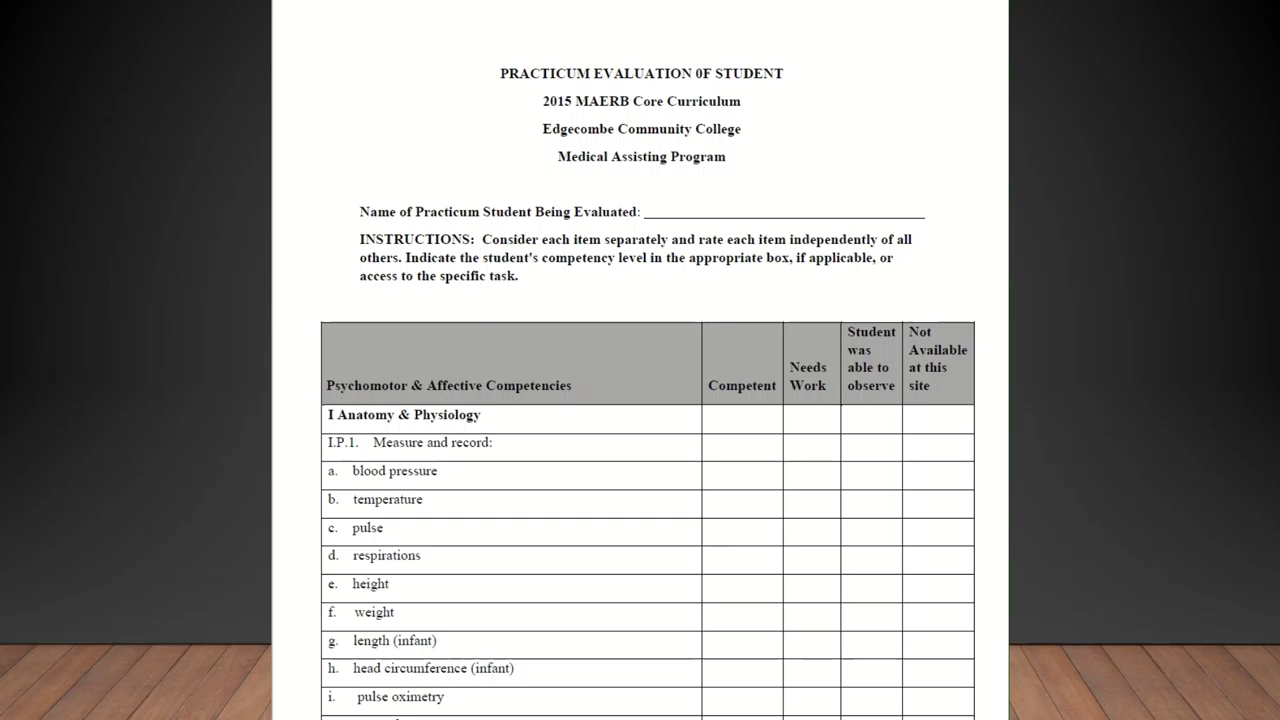 PRACTICUM EVALUATION 0F STUDENT
2015 MAERB Core Curriculum
Edgecombe Community College
Medical Assisting Program
Name of Practicum Student Being Evaluated: ________________________________________
INSTRUCTIONS:  Consider each item separately and rate each item independently of all
others. Indicate the student's competency level in the appropriate box, if applicable, or
access to the specific task.
Psychomotor & Affective Competencies
Competent
Needs
Work
Student
was
able to
observe
Not
Available
at this
site
I Anatomy & Physiology
I.P.1. Measure and record:
a. blood pressure
b. temperature
c. pulse
d. respirations
e. height
f. weight
g. length (infant)
h. head circumference (infant)
i. pulse oximetry